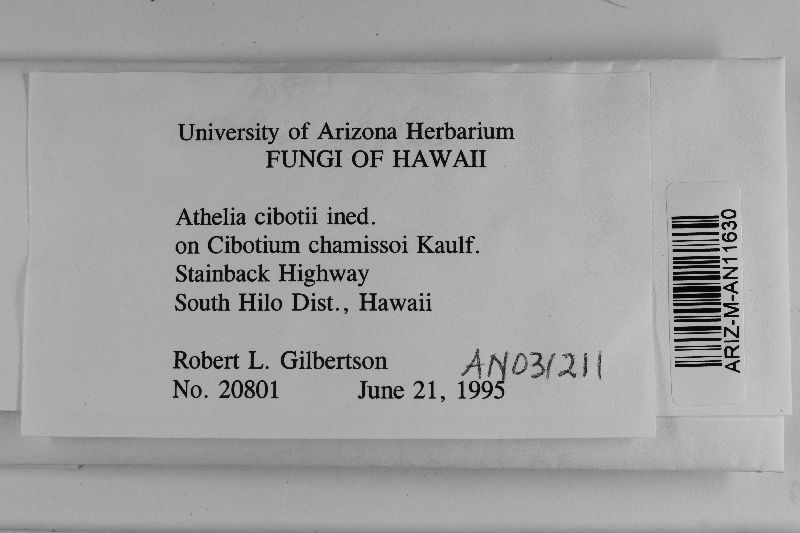 University of Arizona Herbarium
FUNGI OF HAWAII
Athelia cibotii ined.
on Cibotium chamissoi Kaulf.
Stainback Highway
South Hilo Dist., Hawaii
Robert L. Gilbertson
AN031211
No. 20801 June 21, 1995
ARIZ-M-AN11630